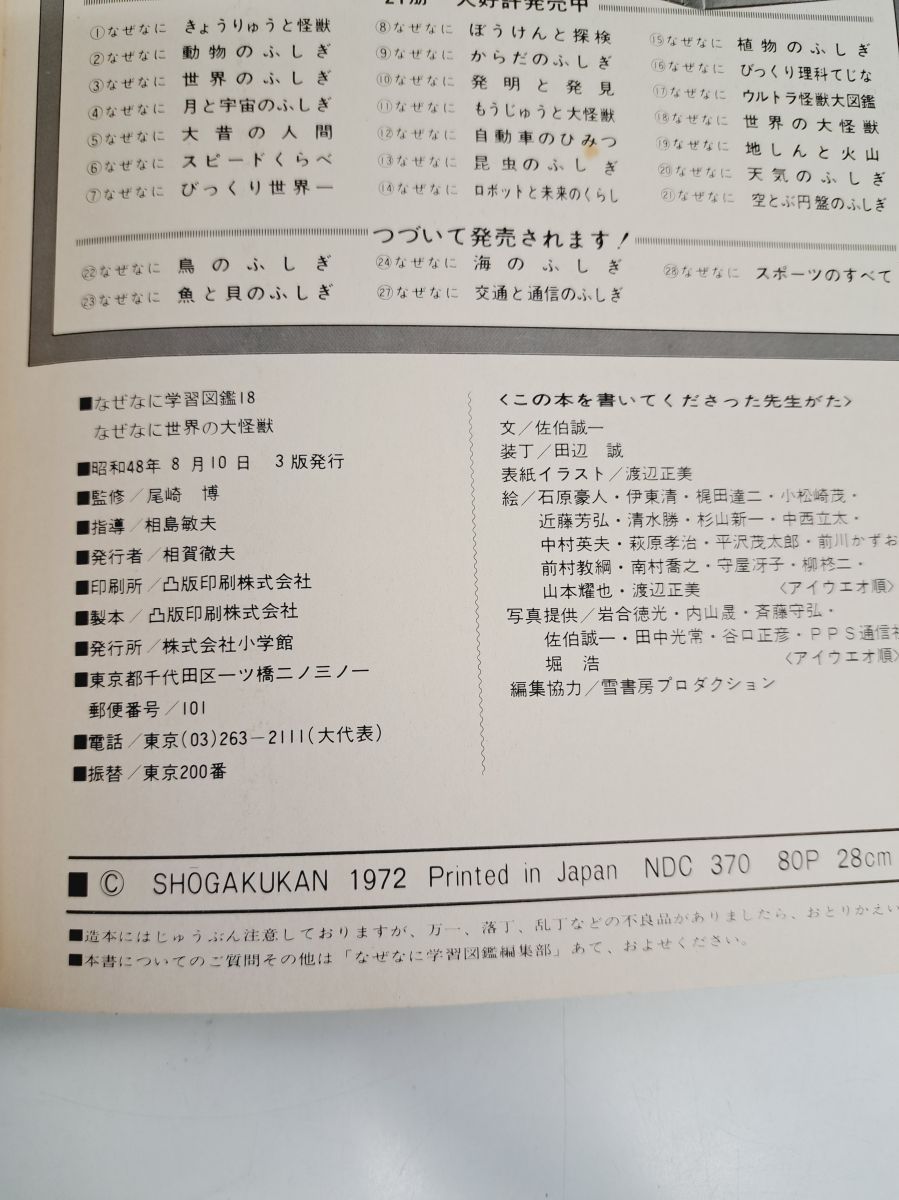 21冊 大好評発売中
①なぜなに きょうりゅうと怪獣
②なぜなに 動物のふしぎ
③なぜなに 世界のふしぎ
④なぜなに 月と宇宙のふしぎ
⑤なぜなに 大昔の人間
⑥なぜなに スピードくらべ
⑦なぜなに びっくり世界一
⑧なぜなに ぼうけんと探検
⑨なぜなに からだのふしぎ
⑩なぜなに 発明と発見
⑪なぜなに もうじゅうと大怪獣
⑫なぜなに 自動車のひみつ
⑬なぜなに 昆虫のふしぎ
⑭なぜなに ロボットと未来のくらし
⑮なぜなに 植物のふしぎ
⑯なぜなに びっくり理科てじな
⑰なぜなに ウルトラ怪獣大図鑑
⑱なぜなに 世界の大怪獣
⑲なぜなに 地しんと火山
⑳なぜなに 天気のふしぎ
㉑なぜなに 空とぶ円盤のふしぎ
つづいて発売されます!
㉒なぜなに 鳥のふしぎ
㉓なぜなに 魚と貝のふしぎ
㉔なぜなに 海のふしぎ
㉗なぜなに 交通と通信のふしぎ
㉘なぜなに スポーツのすべて
■なぜなに学習図鑑18
なぜなに世界の大怪獣
■昭和48年8月10日 3版発行
■監修/尾崎 博
■指導/相島敏夫
■発行者/相賀徹夫
■印刷所/凸版印刷株式会社
■製本/凸版印刷株式会社
■発行所/株式会社小学館
■東京都千代田区一ツ橋二ノ三ノ一
郵便番号/101
■電話/東京(03)263-2111(大代表)
■振替/東京200番
<この本を書いてくださった先生がた>
文/佐伯誠一
装丁/田辺 誠
表紙イラスト/渡辺正美
絵/石原豪人・伊東清・梶田達二・小松崎茂・
近藤芳弘・清水勝・杉山新一・中西立太・
中村英夫・萩原孝治・平沢茂太郎・前川かずお
前村教綱・南村喬之・守屋冴子・柳柊二・
山本耀也・渡辺正美 <アイウエオ順>
写真提供/岩合徳光・内山晟・斉藤守弘・
佐伯誠一・田中光常・谷口正彦・PPS通信社
堀 浩 <アイウエオ順>
編集協力/雪書房プロダクション
■ © SHŌGAKUKAN 1972 Printed in Japan NDC 370 80P 28cm
■造本にはじゅうぶん注意しておりますが、万一、落丁、乱丁などの不良品がありましたら、おとりかえい
■本書についてのご質問その他は「なぜなに学習図鑑編集部」あて、およせください。